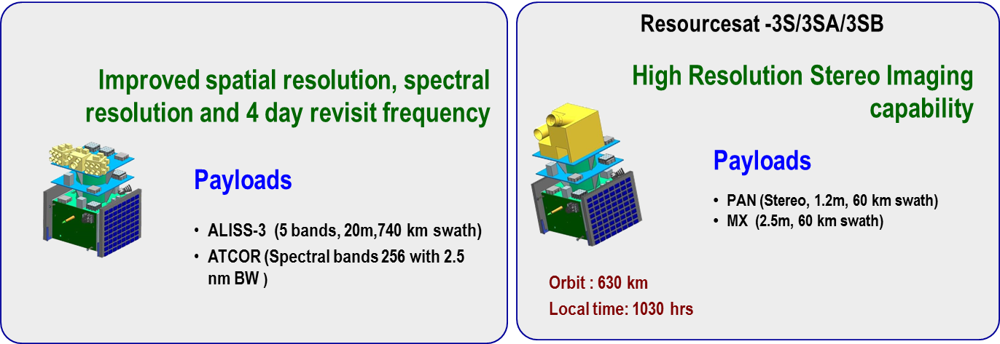 Improved spatial resolution, spectral
resolution and 4 day revisit frequency
Payloads
• ALISS-3 (5 bands, 20m,740 km swath)
• ATCOR (Spectral bands 256 with 2.5
nm BW )
Resourcesat -3S/3SA/3SB
High Resolution Stereo Imaging
capability
Payloads
• PAN (Stereo, 1.2m, 60 km swath)
• MX (2.5m, 60 km swath)
Orbit : 630 km
Local time: 1030 hrs